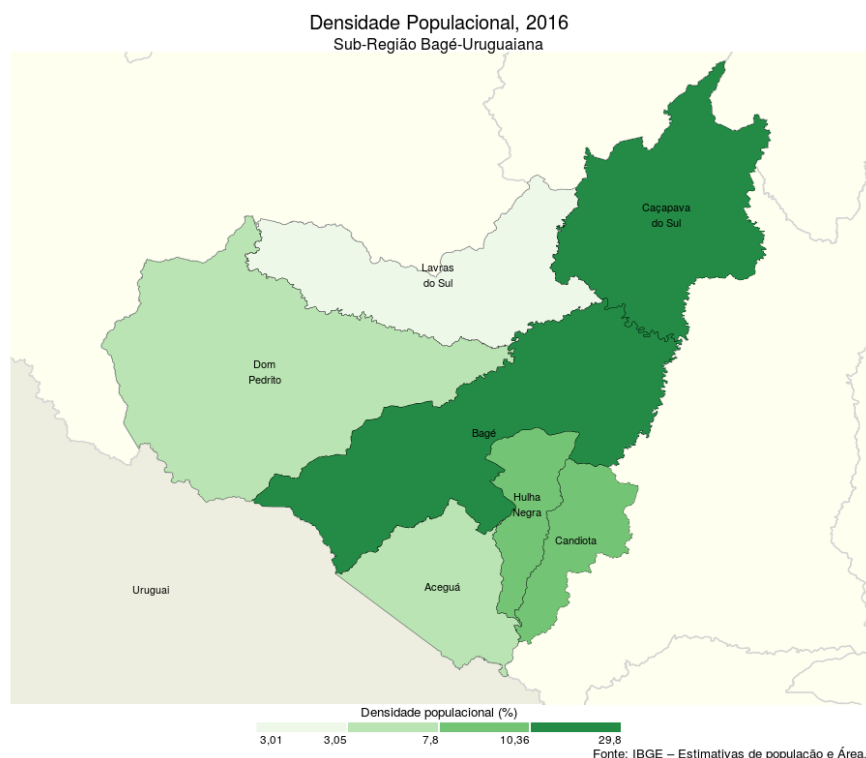 Densidade Populacional, 2016
Sub-Região Bagé-Uruguaiana
Caçapava
do Sul
Lavras
do Sul
Dom
Pedrito
Bagé
Hulha
Negra
Candiota
Aceguá
Uruguai
Densidade populacional (%)
3,01 3,05 7,8 10,36 29,8
Fonte: IBGE – Estimativas de população e Área.